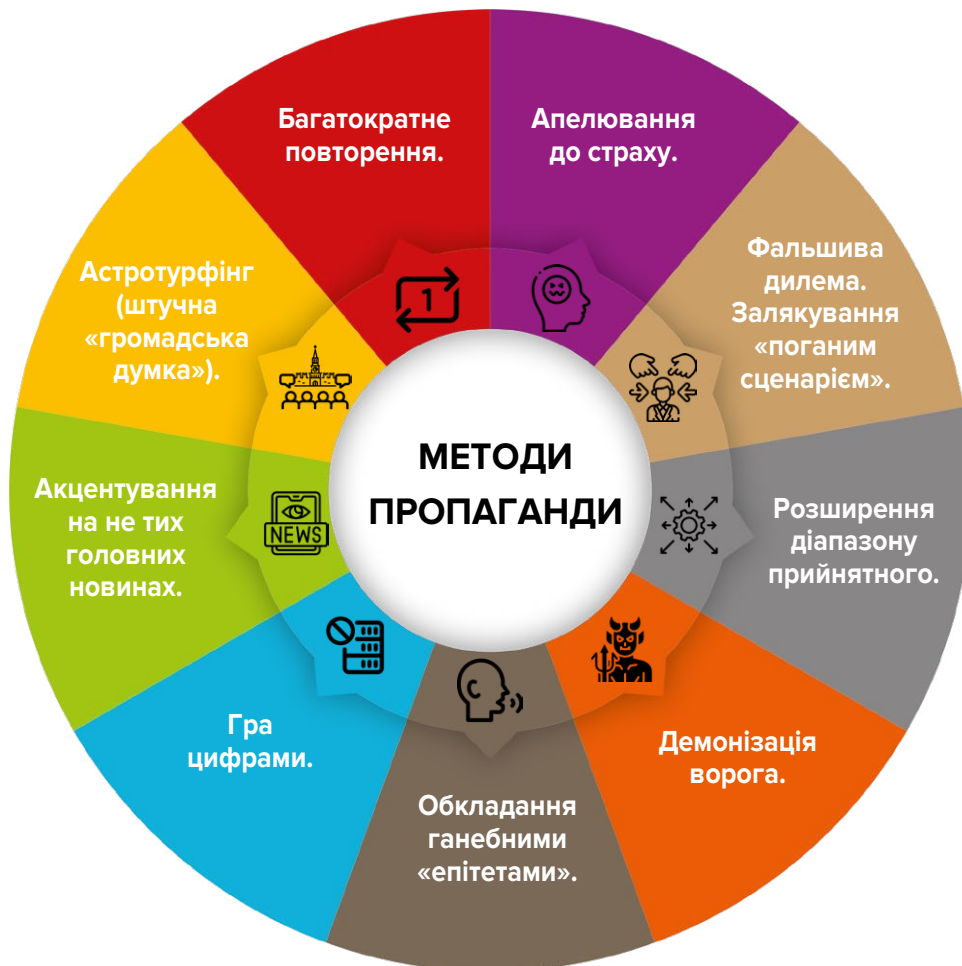 МЕТОДИ
ПРОПАГАНДИ
Багатократне
повторення.
1
Апелювання
до страху.
Фальшива
дилема.
Залякування
«поганим
сценарієм».
Розширення
діапазону
прийнятного.
Демонізація
ворога.
Обкладання
ганебними
«епітетами».
Гра
цифрами.
Акцентування
на не тих
головних
новинах.
NEWS
Астротурфінг
(штучна
«громадська
думка»).